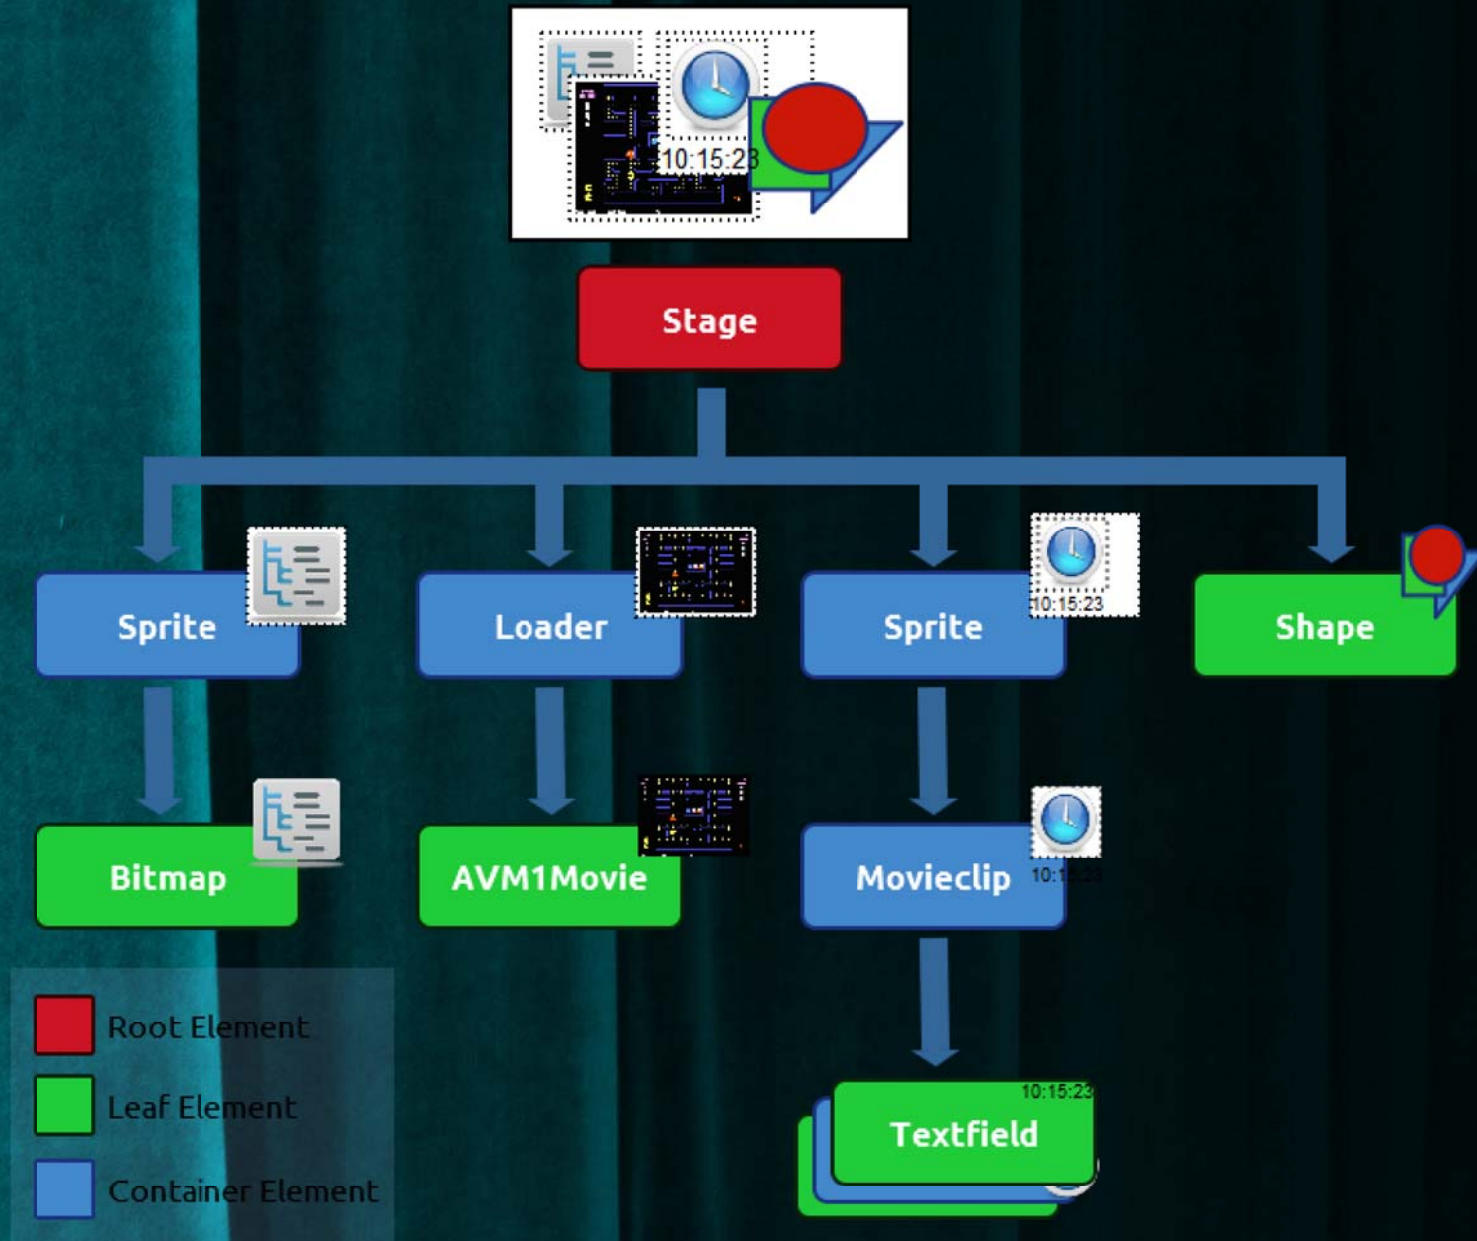 10:15:23
Stage
Sprite
Loader
Sprite
10:15:23
Shape
Bitmap
AVM1Movie
Movieclip
Root Element
Leaf Element
Container Element
10:15:23
Textfield